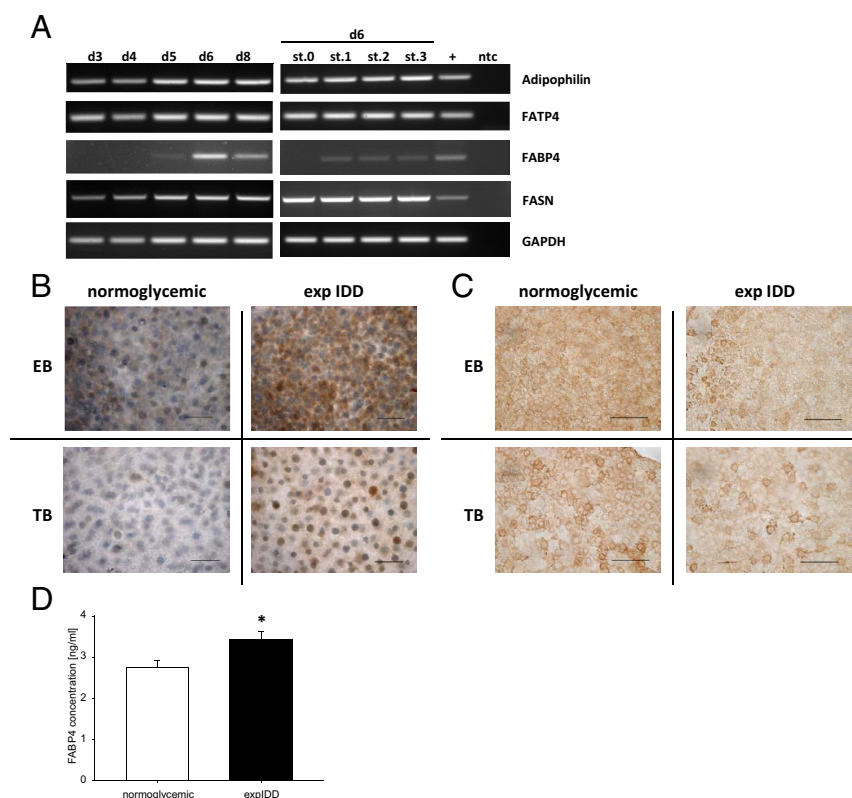 A
d6
d3 d4 d5 d6 d8 st.0 st.1 st.2 st.3 + ntc
Adipophilin
FATP4
FABP4
FASN
GAPDH
B
normoglycemic exp IDD
EB
TB
C
normoglycemic exp IDD
EB
TB
D
FABP4 concentration [ng/ml]
4
3
2
1
0
*
normoglycemic expIDD